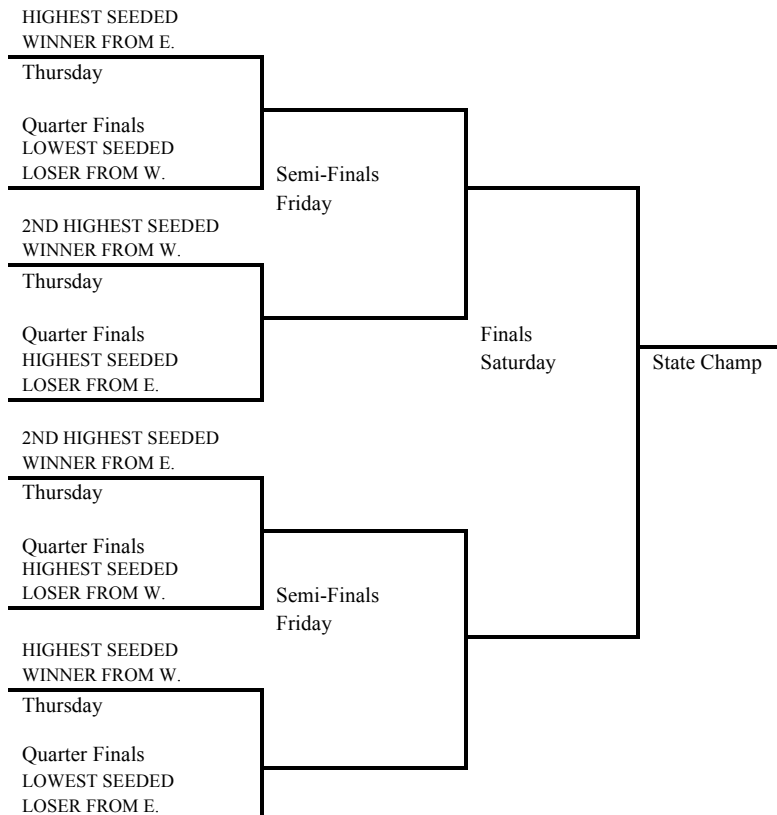 HIGHEST SEEDED
WINNER FROM E.
Thursday
Quarter Finals
LOWEST SEEDED
LOSER FROM W.
Semi-Finals
Friday
2ND HIGHEST SEEDED
WINNER FROM W.
Thursday
Quarter Finals
HIGHEST SEEDED
LOSER FROM E.
Finals
Saturday
State Champ
2ND HIGHEST SEEDED
WINNER FROM E.
Thursday
Quarter Finals
HIGHEST SEEDED
LOSER FROM W.
Semi-Finals
Friday
HIGHEST SEEDED
WINNER FROM W.
Thursday
Quarter Finals
LOWEST SEEDED
LOSER FROM E.